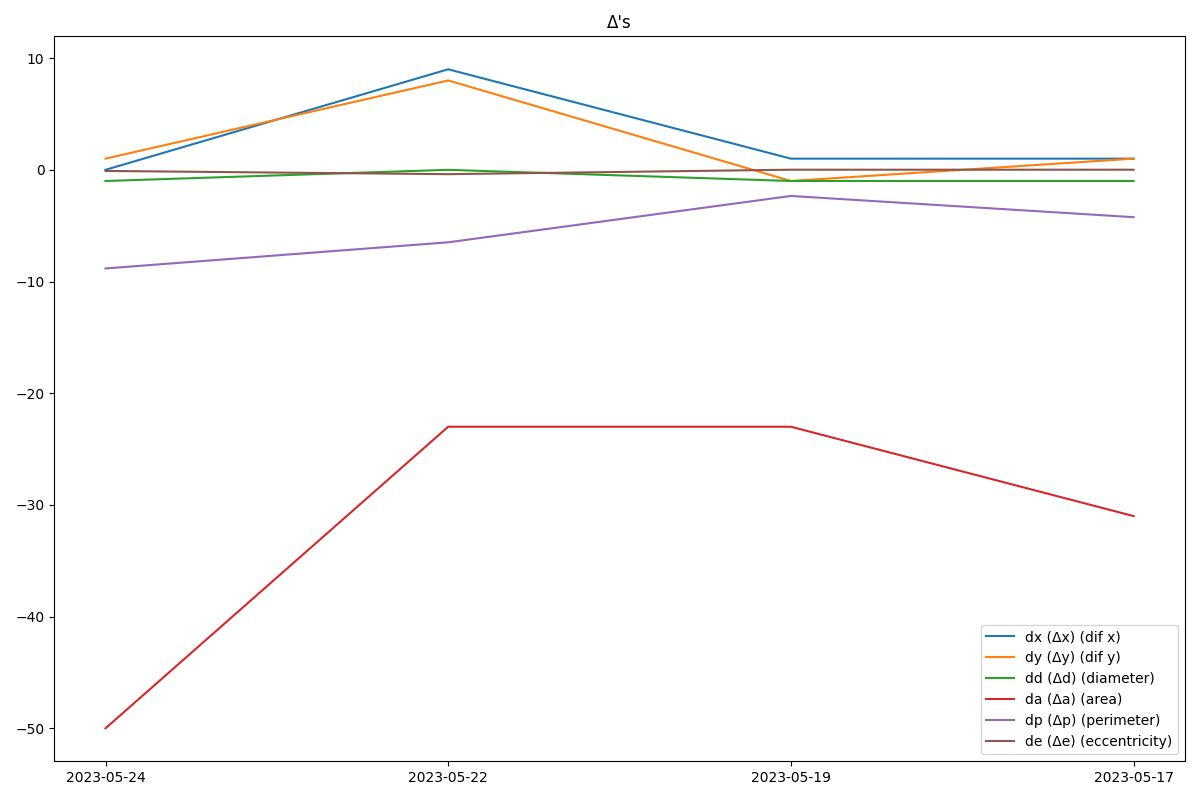 Δ's
10
0
−10
−20
−30
−40
−50
dx (Δx) (dif x)
dy (Δy) (dif y)
dd (Δd) (diameter)
da (Δa) (area)
dp (Δp) (perimeter)
de (Δe) (eccentricity)
2023-05-24 2023-05-22 2023-05-19 2023-05-17